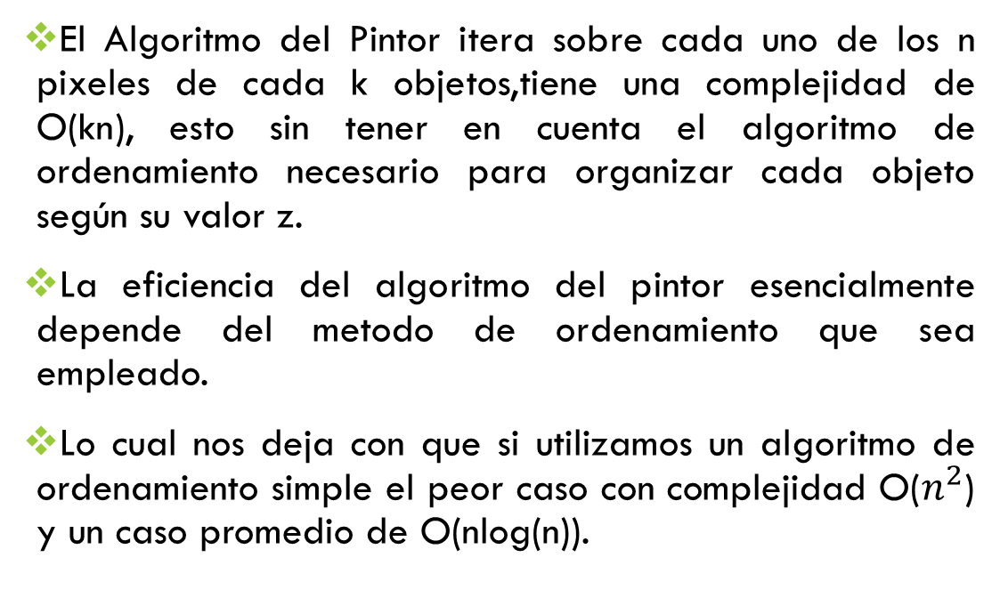 ❖El Algoritmo del Pintor itera sobre cada uno de los n
pixeles de cada k objetos,tiene una complejidad de
O(kn), esto sin tener en cuenta el algoritmo de
ordenamiento necesario para organizar cada objeto
según su valor z.
❖La eficiencia del algoritmo del pintor esencialmente
depende del metodo de ordenamiento que sea
empleado.
❖Lo cual nos deja con que si utilizamos un algoritmo de
ordenamiento simple el peor caso con complejidad O(𝑛²)
y un caso promedio de O(nlog(n)).